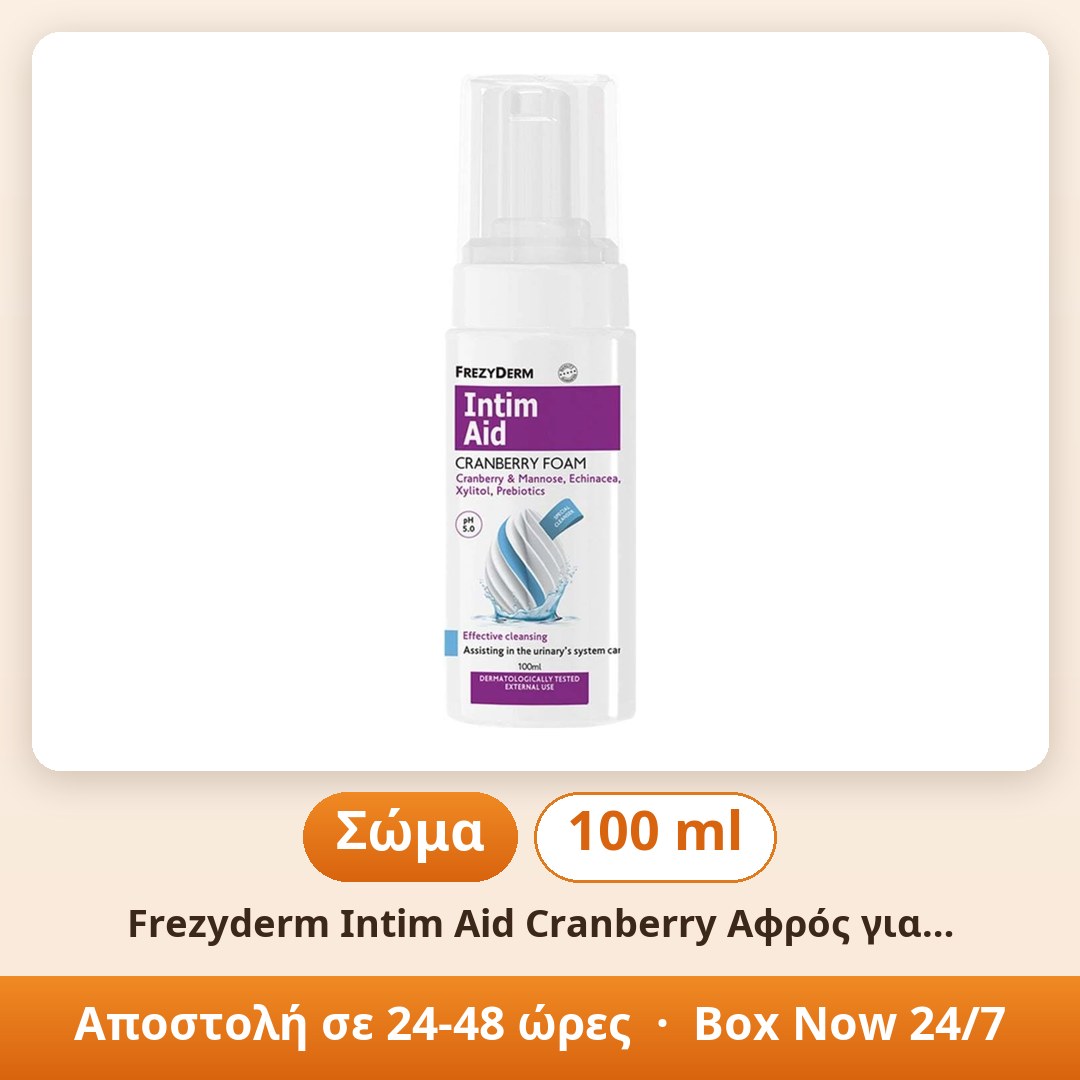 FREZYDERM
Intim
Aid
CRANBERRY FOAM
Cranberry & Mannose, Echinacea,
Xylitol, Prebiotics
pH
5.0
SPECIAL
CLEANSER
Effective cleansing
Assisting in the urinary's system car
100ml
DERMATOLOGICALLY TESTED
EXTERNAL USE
Σώμα
100 ml
Frezyderm Intim Aid Cranberry Αφρός για...
Αποστολή σε 24-48 ώρες · Box Now 24/7